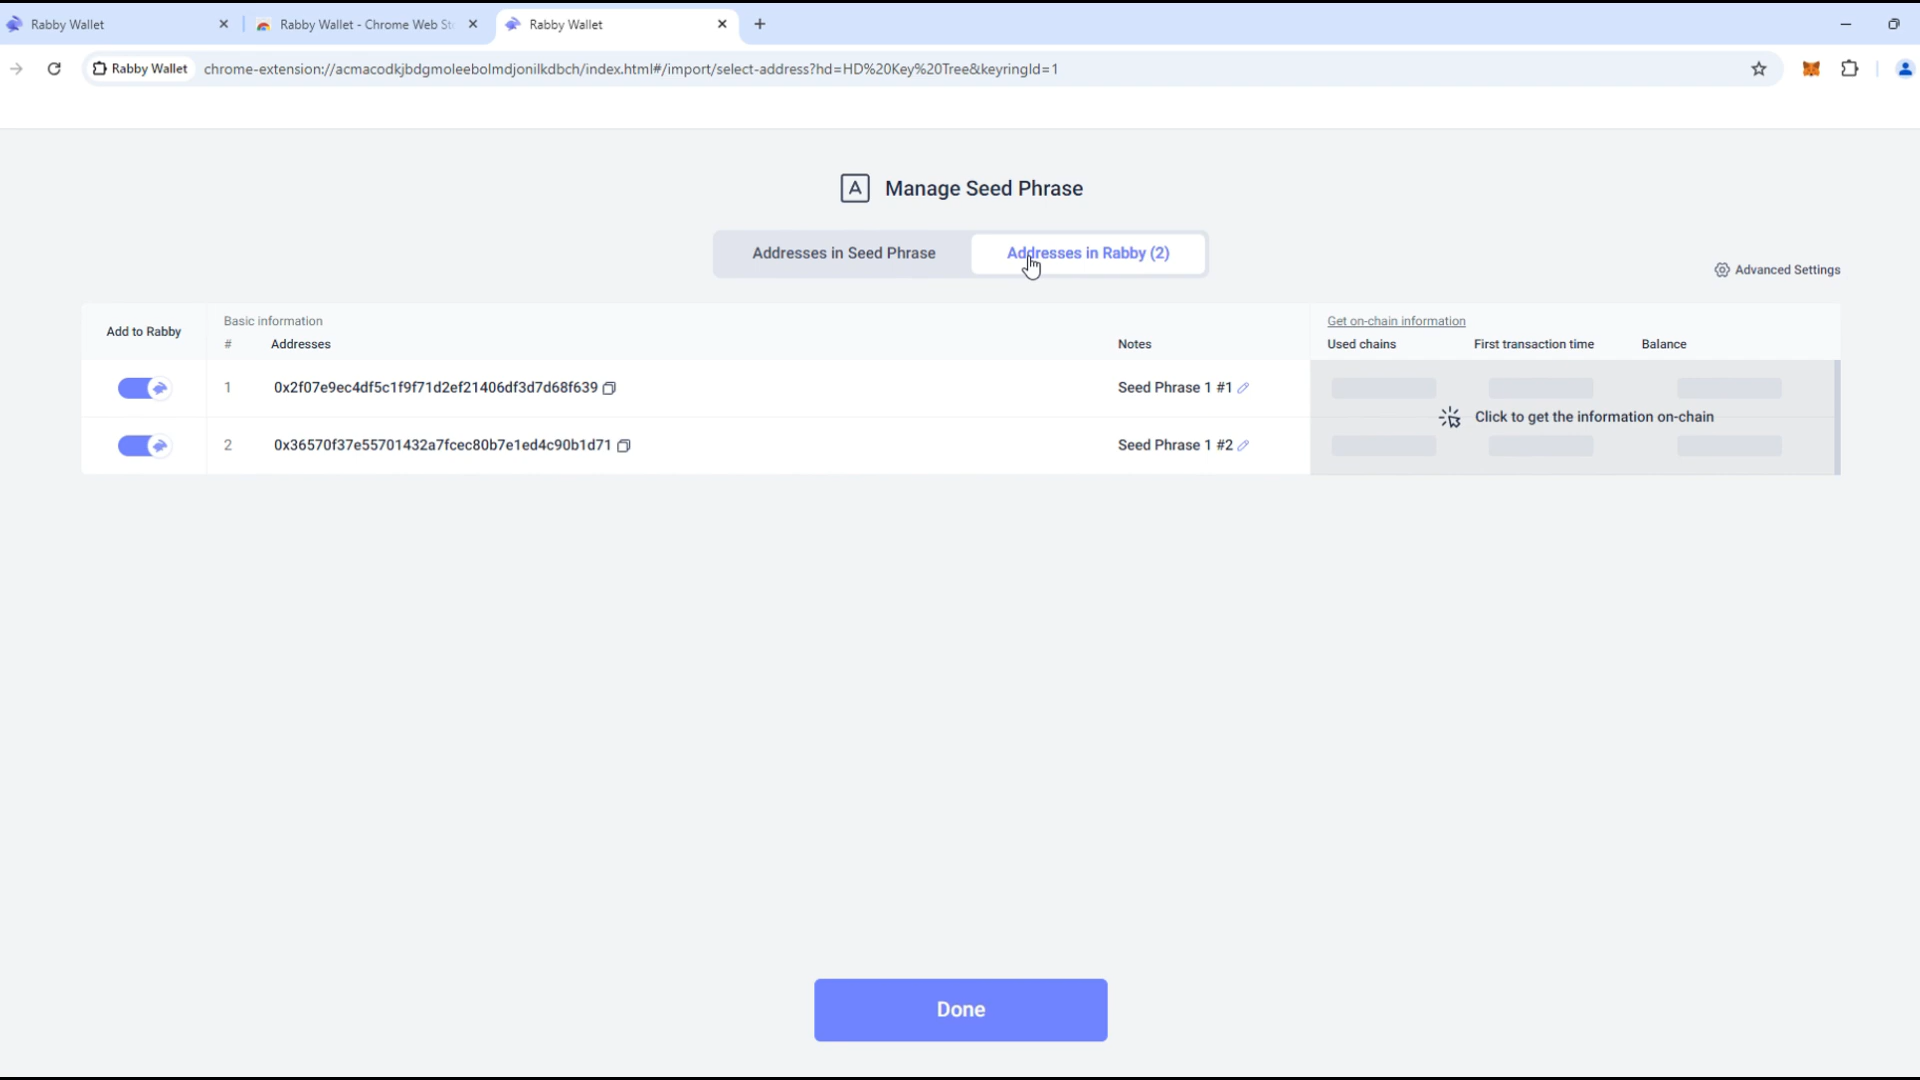 Rabby Wallet
Rabby Wallet - Chrome Web St
Rabby Wallet
Rabby Wallet
chrome-extension://acmacodkjbdgmoleebolmdjonilkdbch/index.html#/import/select-address?hd=HD%20Key%20Tree&keyringId=1
A Manage Seed Phrase
Addresses in Seed Phrase
Addresses in Rabby (2)
Advanced Settings
Add to Rabby
Basic information
Get on-chain information
# Addresses
Notes
Used chains
First transaction time
Balance
1 0x2f07e9ec4df5c1f9f71d2ef21406df3d7d68f639
Seed Phrase 1 #1
Click to get the information on-chain
2 0x36570f37e55701432a7fcec80b7e1ed4c90b1d71
Seed Phrase 1 #2
Done